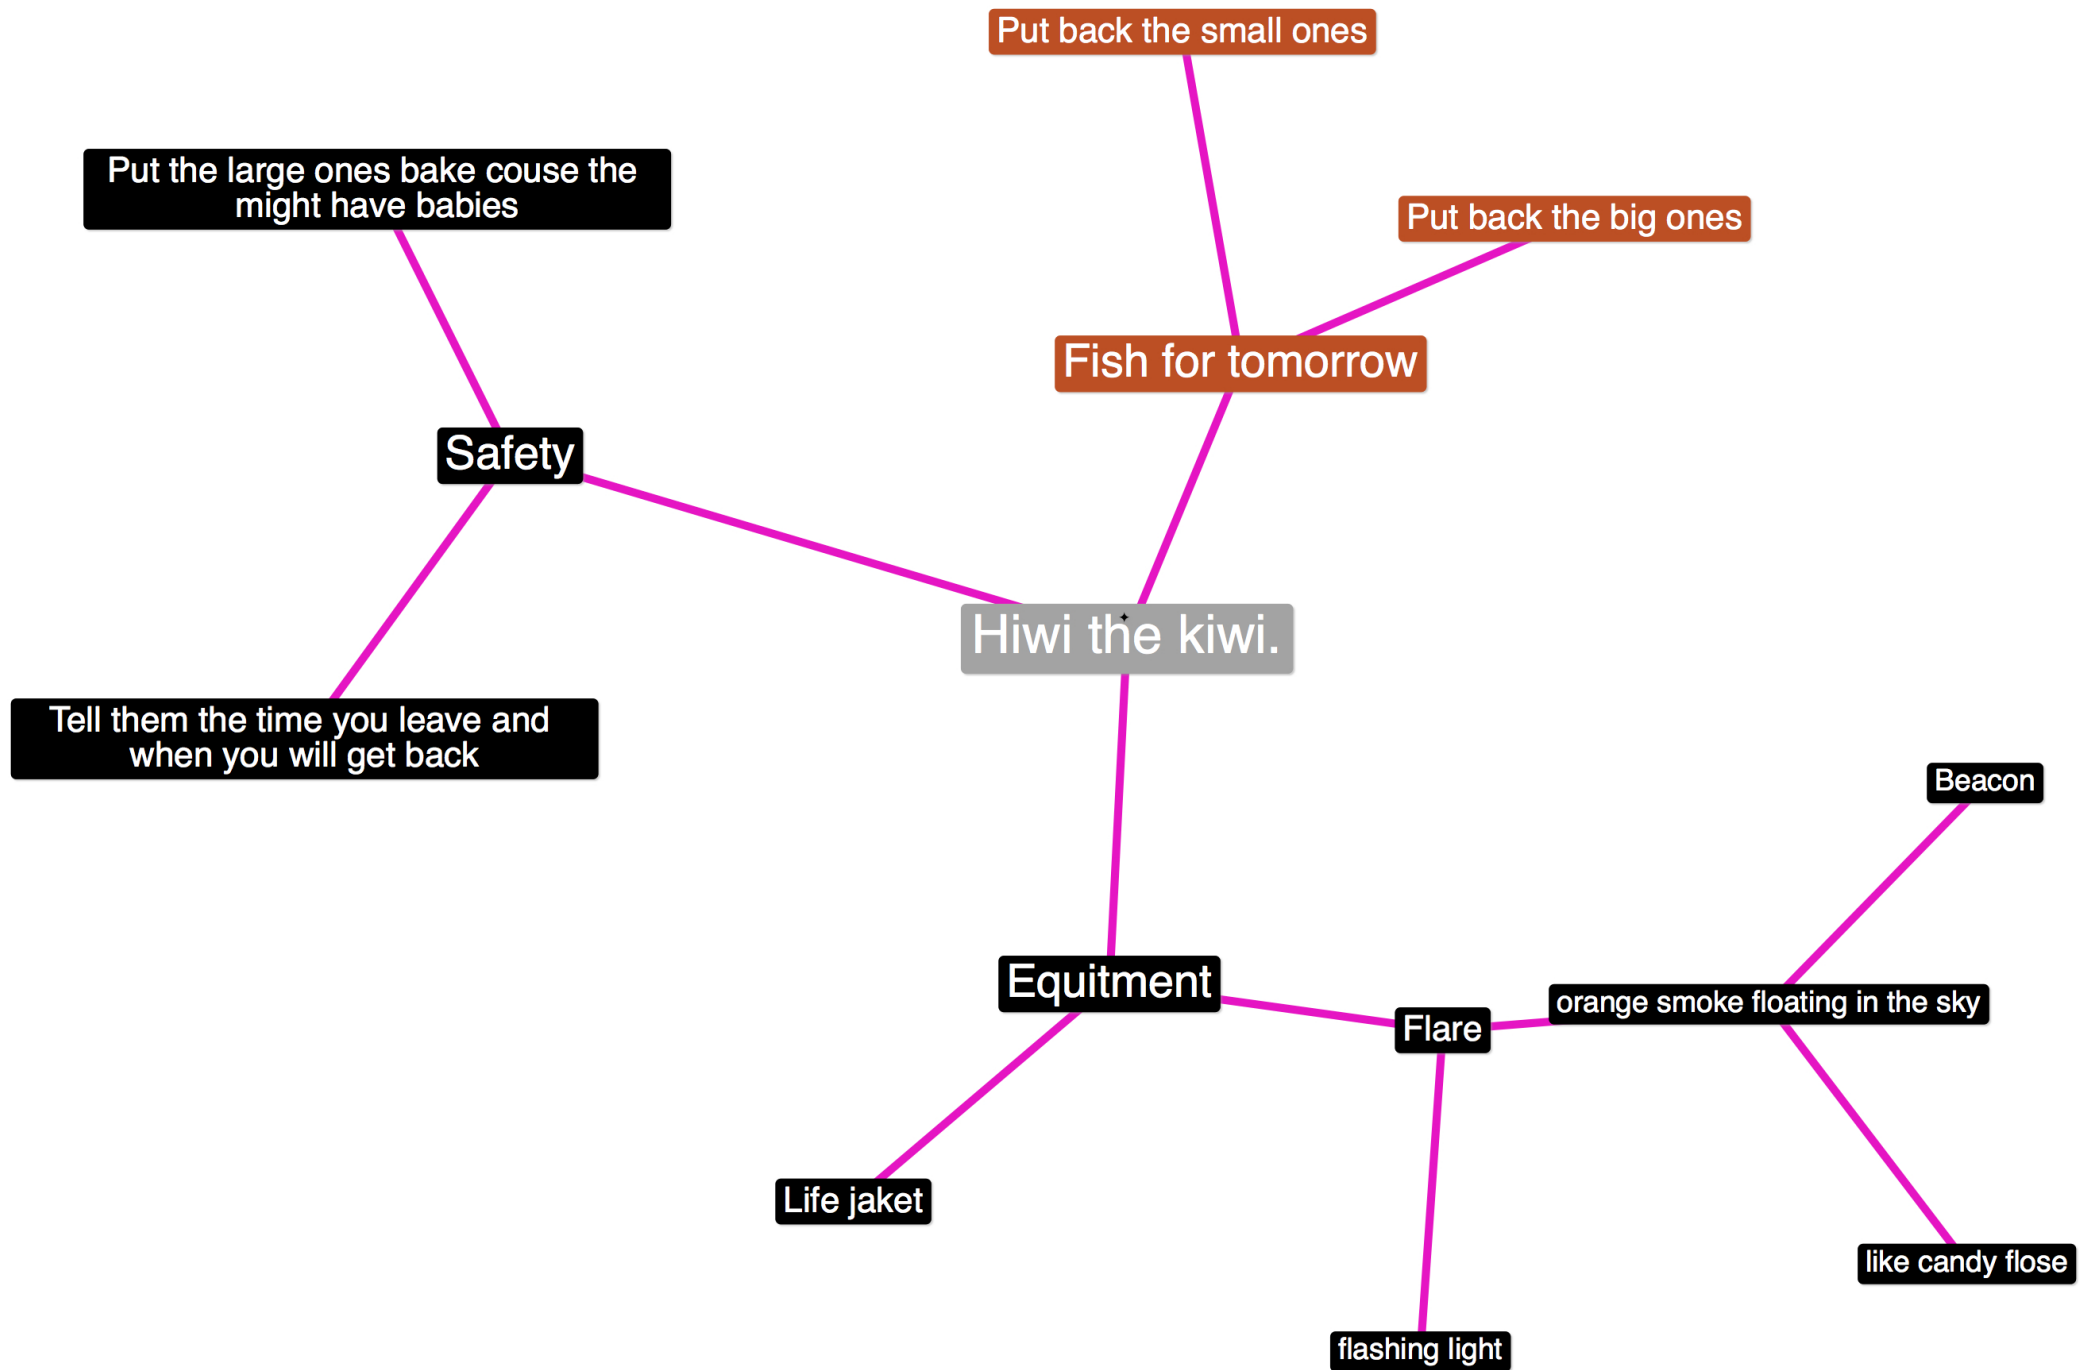 Put back the small ones
Put the large ones bake couse the
might have babies
Put back the big ones
Fish for tomorrow
Safety
Hiwi the kiwi.
Tell them the time you leave and
when you will get back
Beacon
Equitment
orange smoke floating in the sky
Flare
Life jaket
like candy flose
flashing light